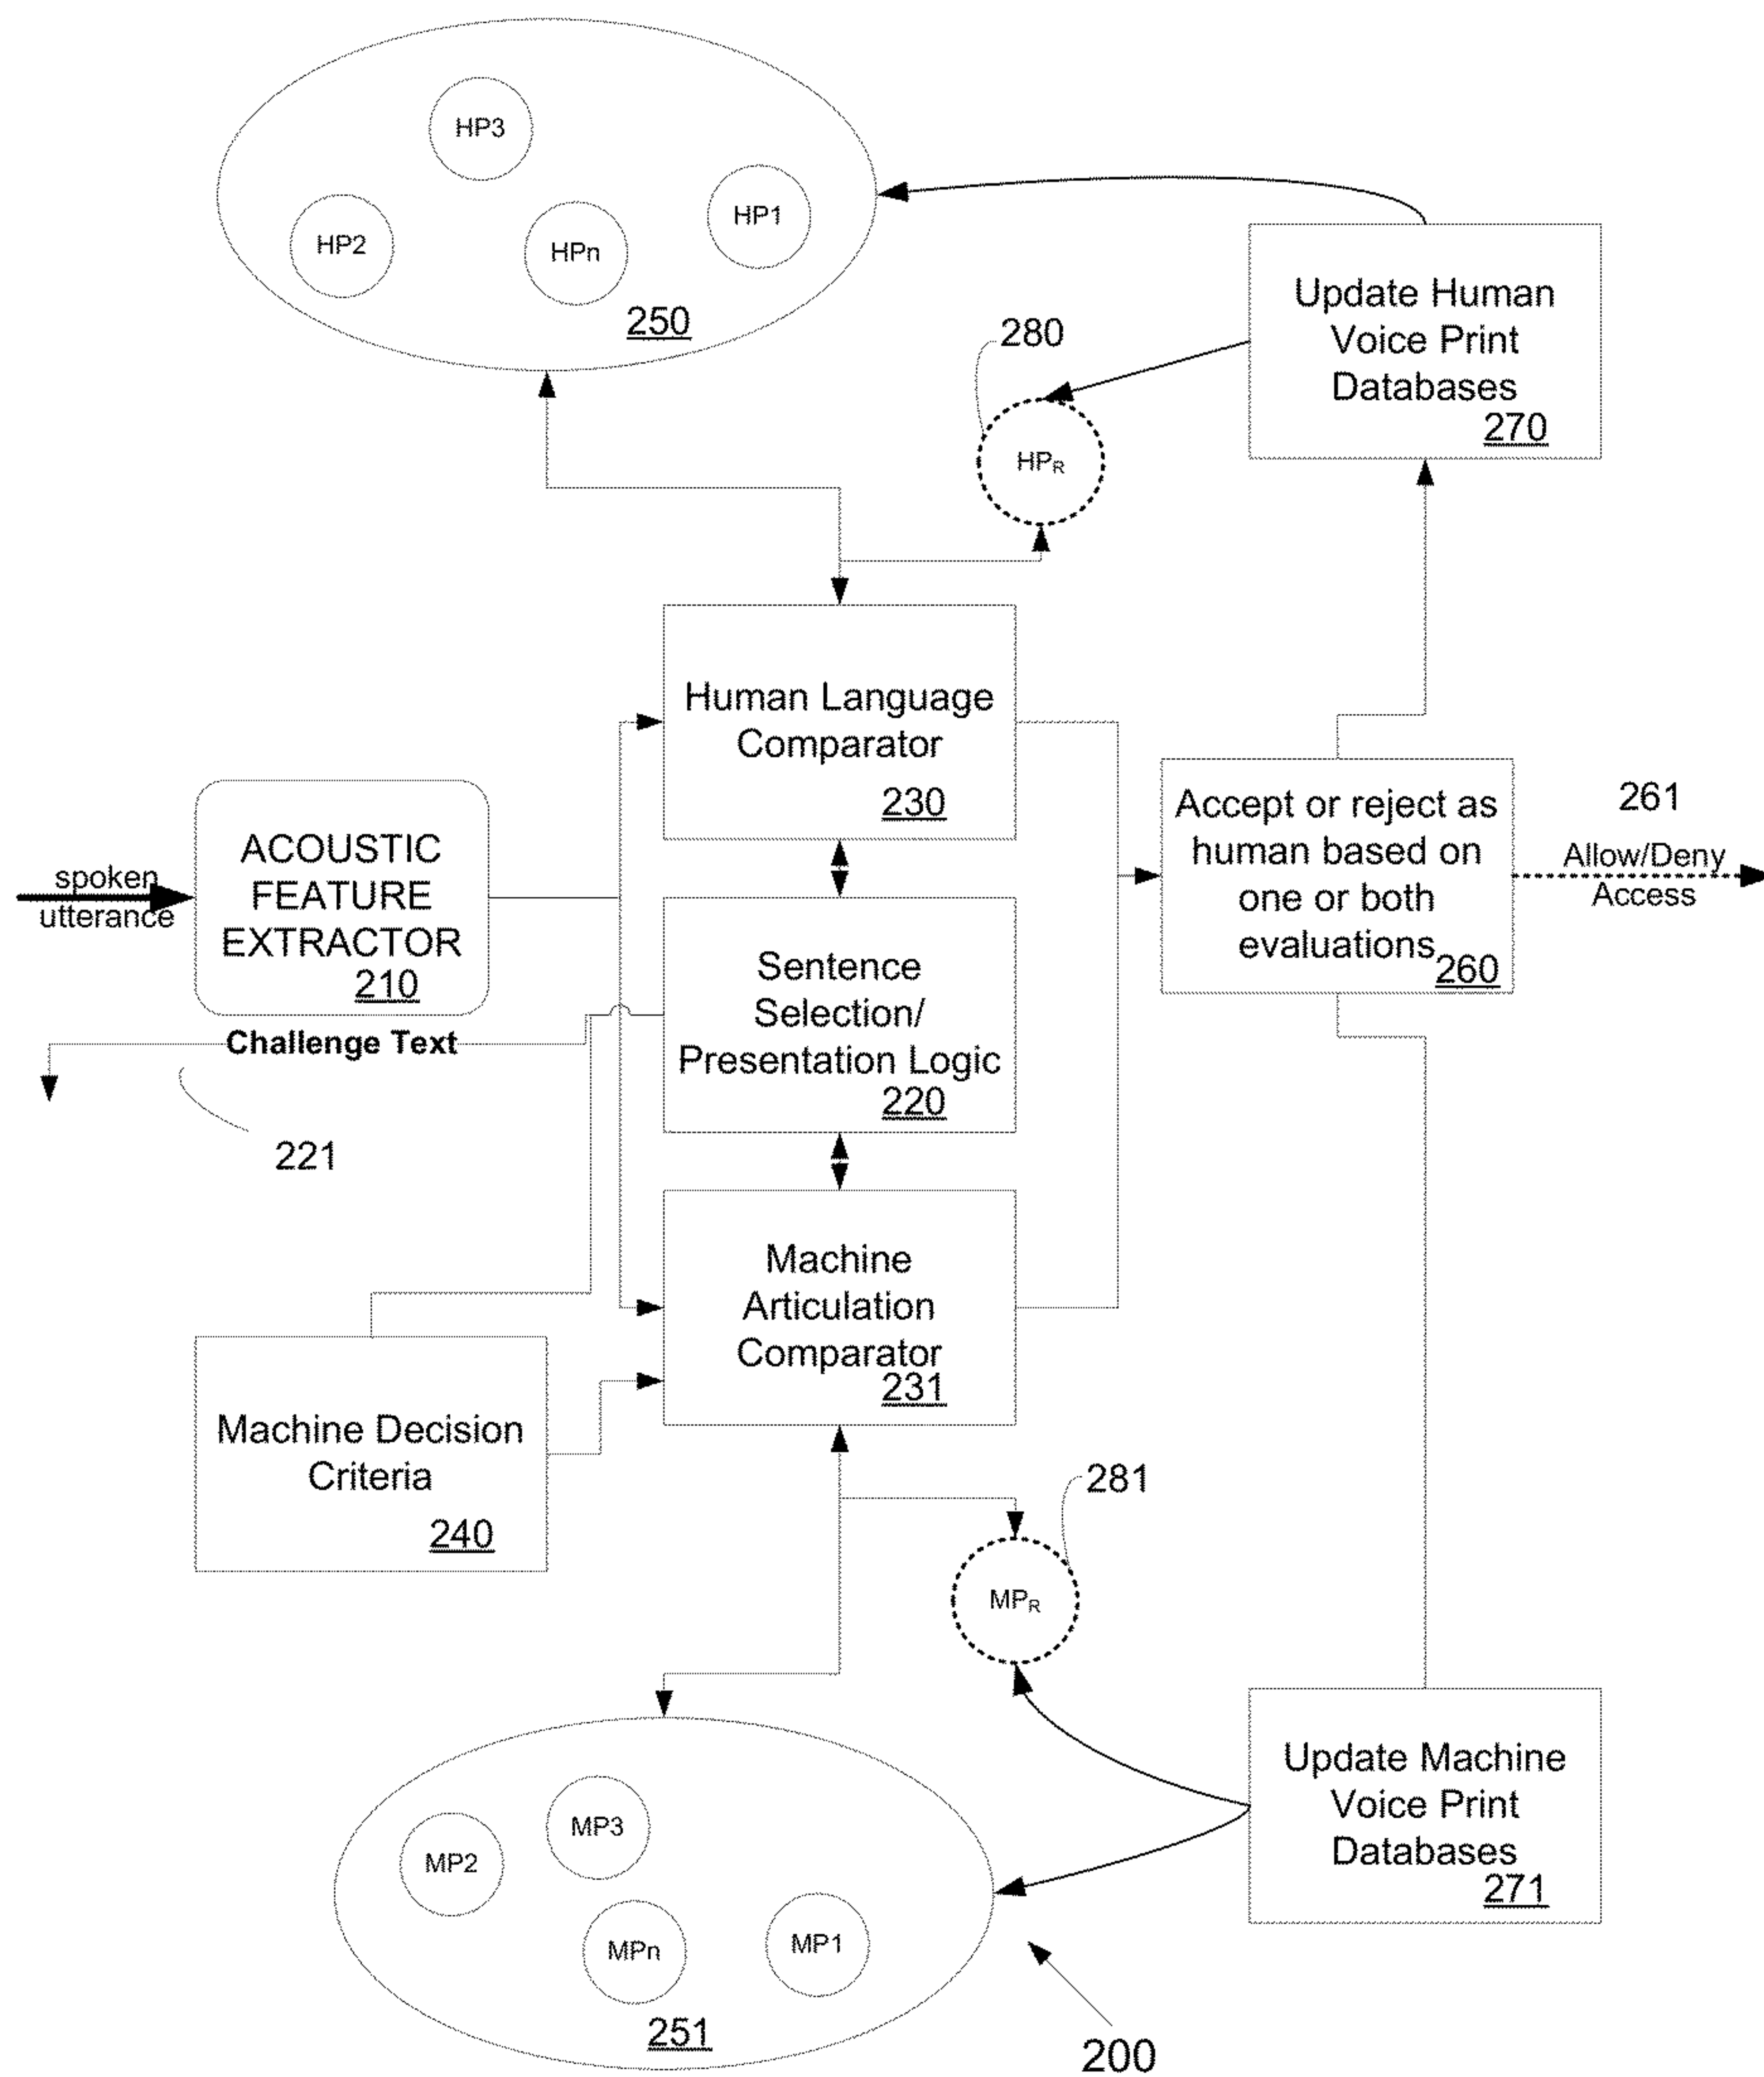 HP3
HP1
HP2
HPn
250
Update Human
Voice Print
Databases
270
280
HPR
Human Language
Comparator
230
ACOUSTIC
FEATURE
EXTRACTOR
210
spoken
utterance
Accept or reject as
human based on
one or both
evaluations
260
261
Allow/Deny
Access
Sentence
Selection/
Presentation Logic
220
Challenge Text
221
Machine
Articulation
Comparator
231
Machine Decision
Criteria
240
281
MPR
Update Machine
Voice Print
Databases
271
MP3
MP2
MPn
MP1
251
200